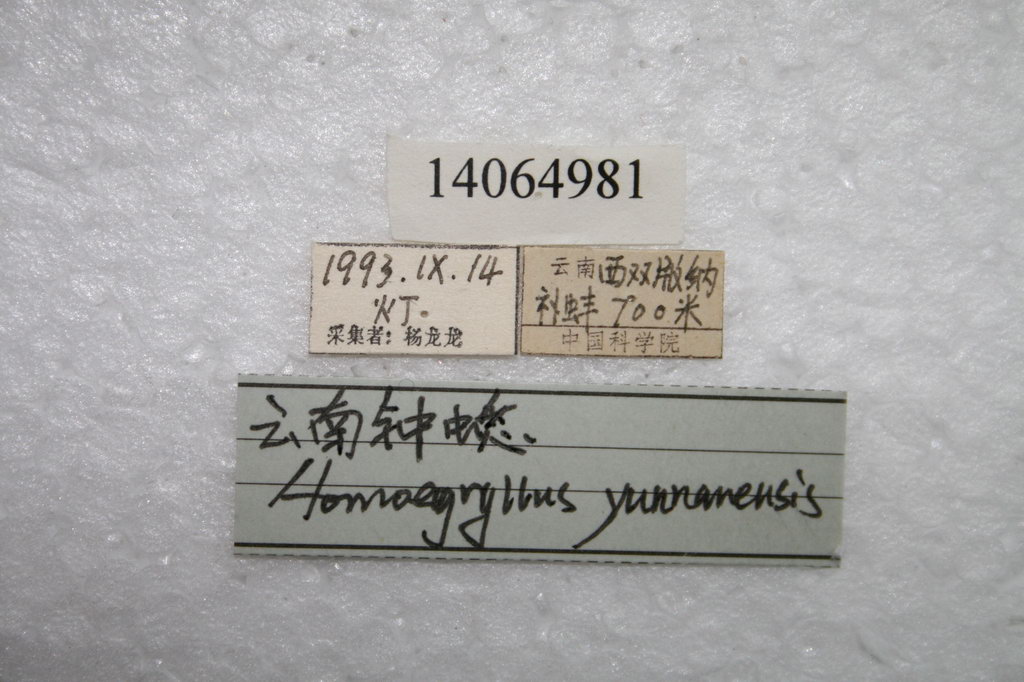 14064981
1993.IX.14
灯.
采集者: 杨龙龙
云南西双版纳
补蚌 700米
中国科学院
云南钟蟋.
Homoegryllus yunnanensis